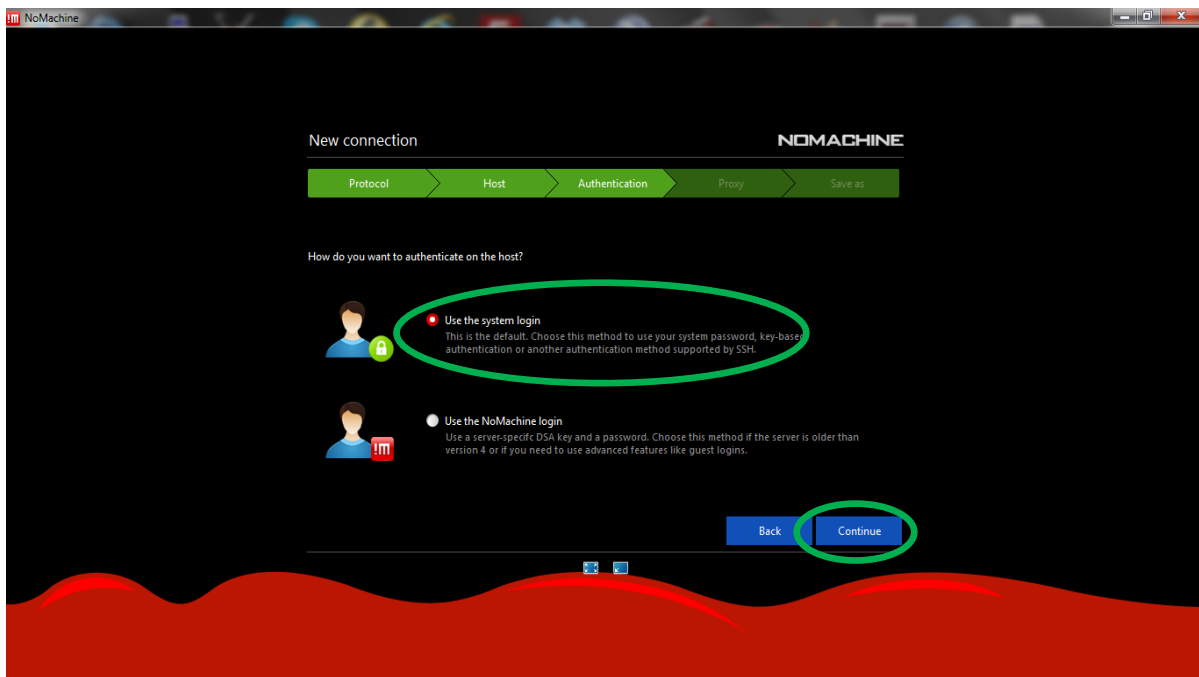 !m NoMachine
New connection
NOMACHINE
Protocol Host Authentication Proxy Save as
How do you want to authenticate on the host?
Use the system login
This is the default. Choose this method to use your system password, key-based
authentication or another authentication method supported by SSH.
Use the NoMachine login
!m
Use a server-specifc DSA key and a password. Choose this method if the server is older than
version 4 or if you need to use advanced features like guest logins.
Back Continue